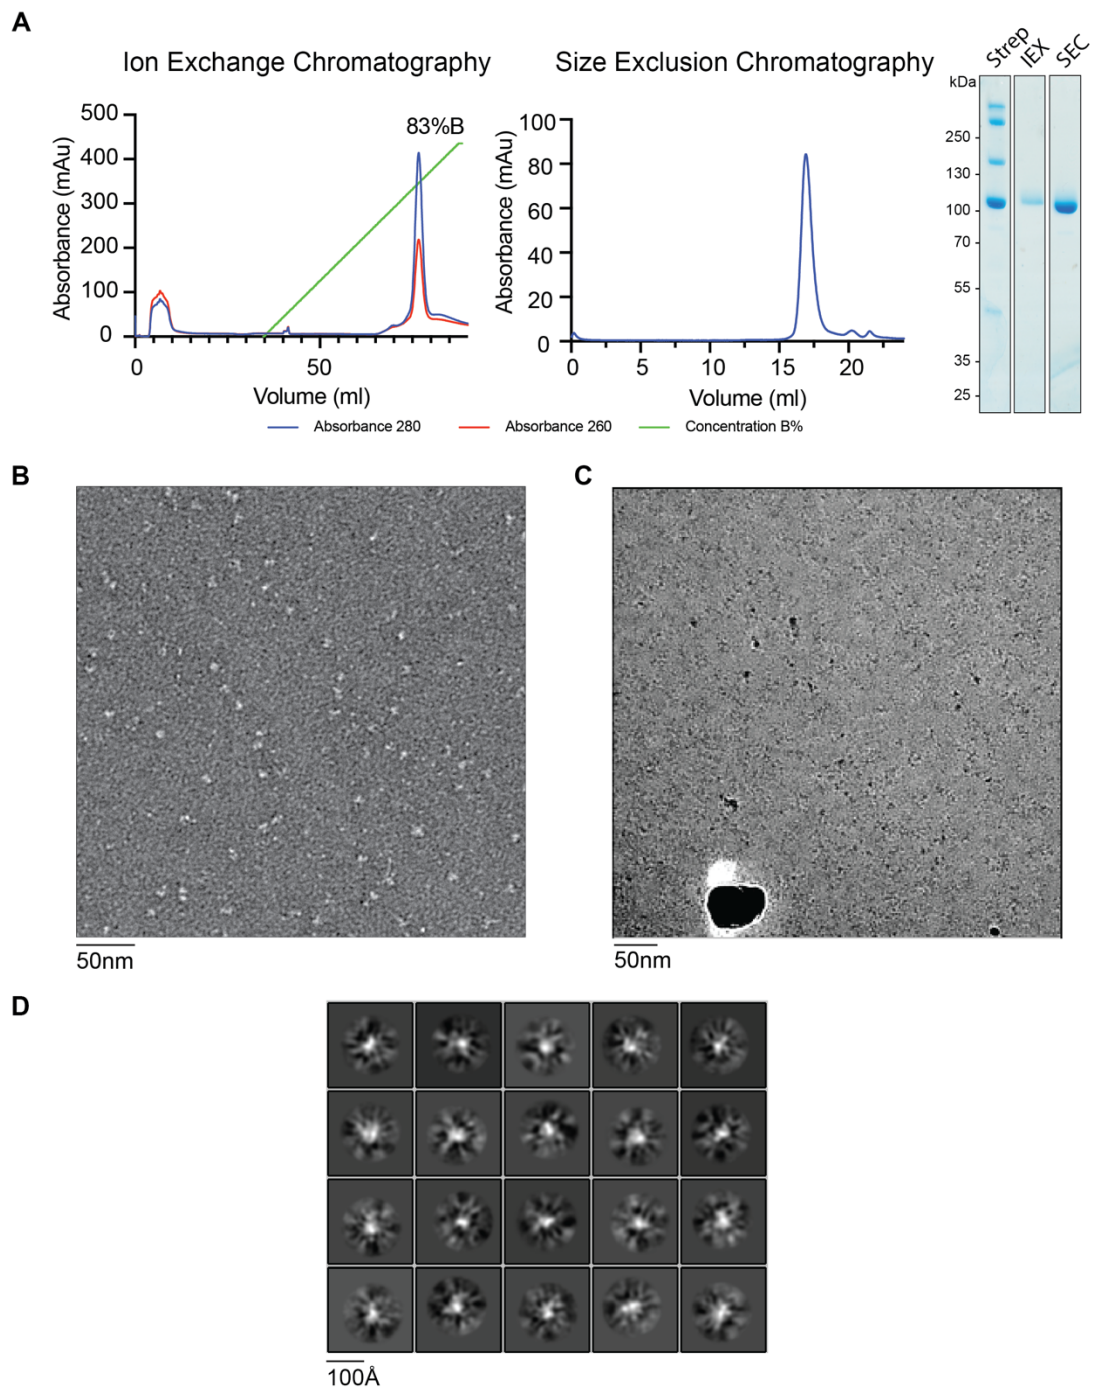 A
Ion Exchange Chromatography
Size Exclusion Chromatography
Strep
IEX
SEC
kDa
500
400
300
200
100
0
Absorbance (mAu)
83%B
0
50
Volume (ml)
100
80
60
40
20
0
Absorbance (mAu)
0
5
10
15
20
Volume (ml)
250
130
100
70
55
35
25
Absorbance 280
Absorbance 260
Concentration B%
B
C
50nm
50nm
D
100Å